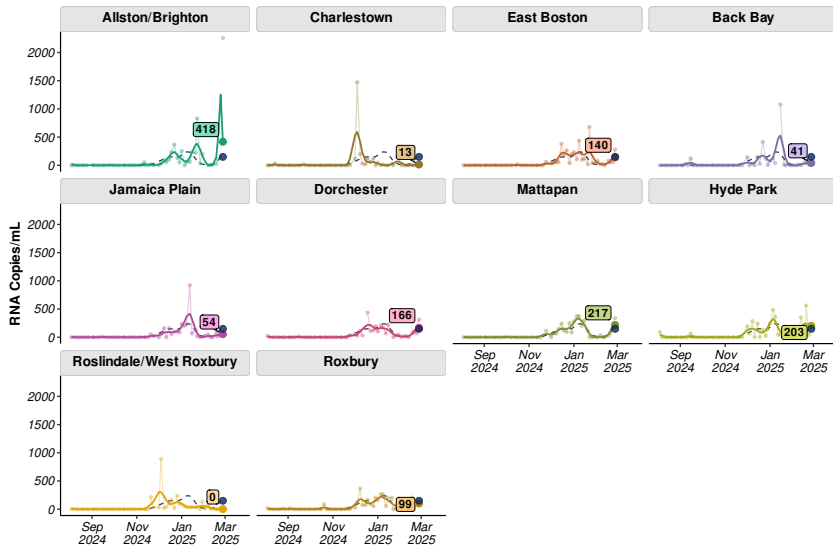 Allston/Brighton
Charlestown
East Boston
Back Bay
2000
1500
1000
500
0
418
13
140
41
Jamaica Plain
Dorchester
Mattapan
Hyde Park
RNA Copies/mL
2000
1500
1000
500
0
54
166
217
203
Sep 2024
Nov 2024
Jan 2025
Mar 2025
Sep 2024
Nov 2024
Jan 2025
Mar 2025
Roslindale/West Roxbury
Roxbury
2000
1500
1000
500
0
0
99
Sep 2024
Nov 2024
Jan 2025
Mar 2025
Sep 2024
Nov 2024
Jan 2025
Mar 2025